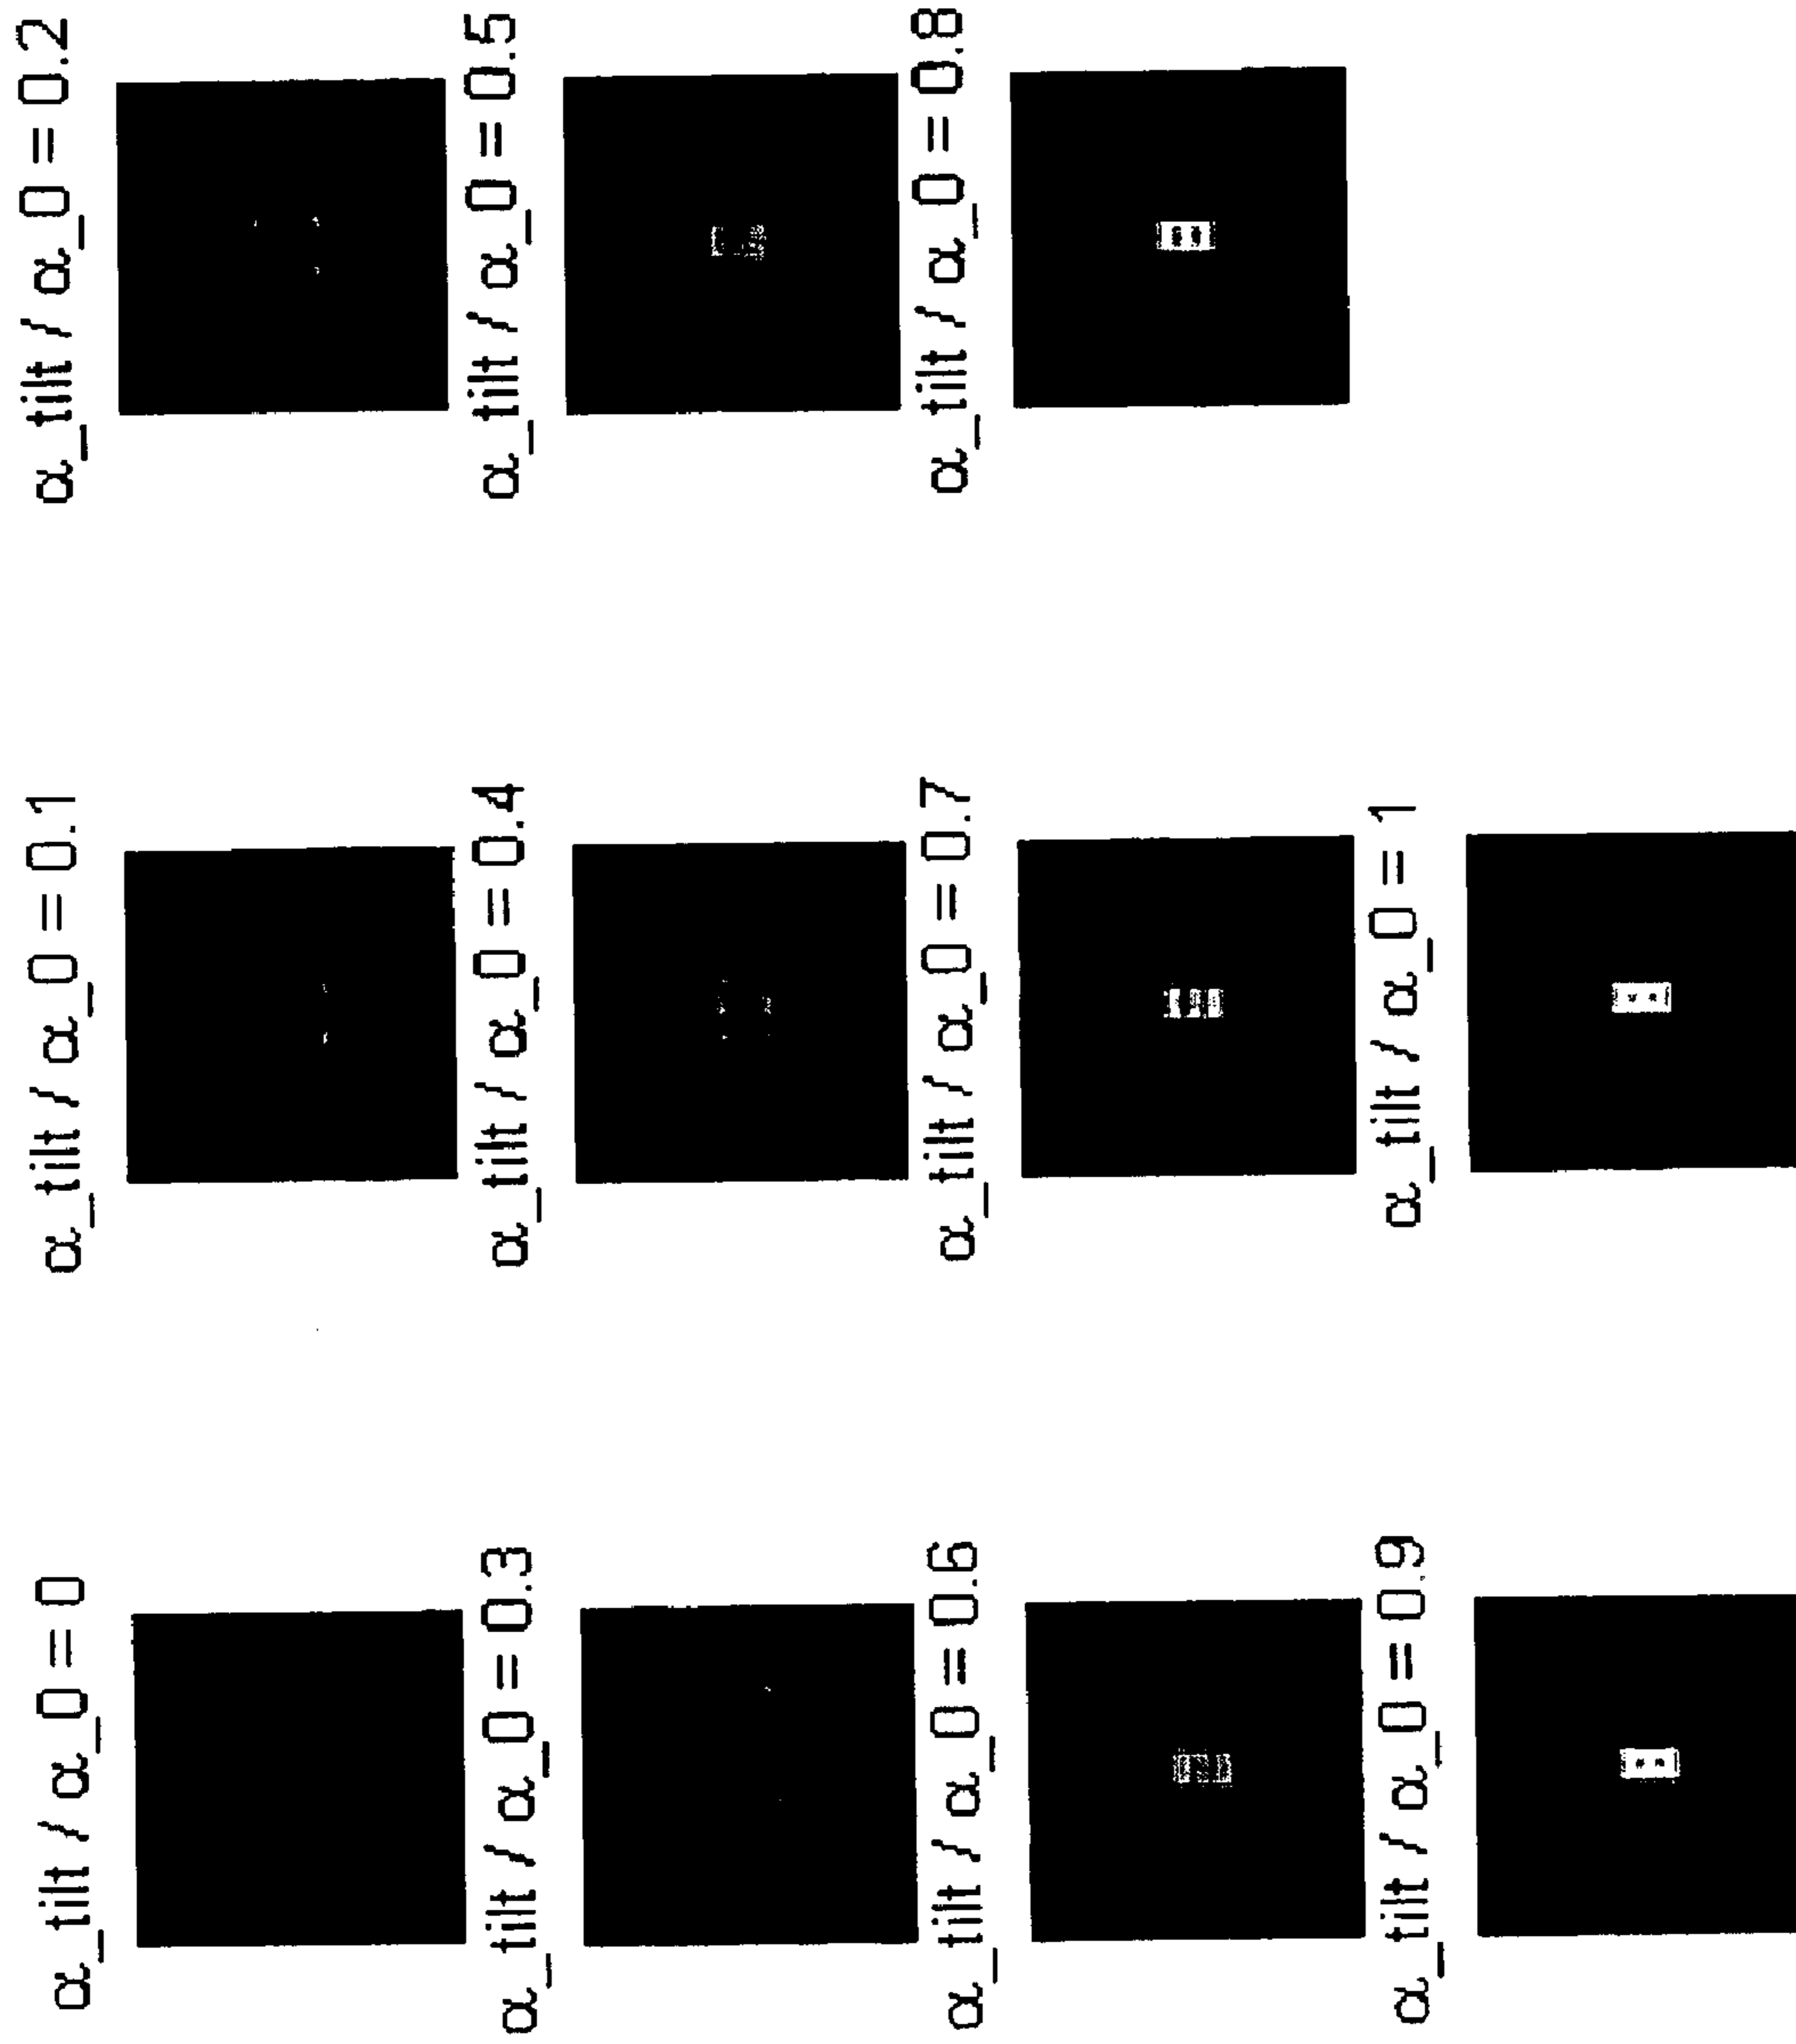 α_tilt / α_0 = 0
α_tilt / α_0 = 0.1
α_tilt / α_0 = 0.2
α_tilt / α_0 = 0.3
α_tilt / α_0 = 0.4
α_tilt / α_0 = 0.5
α_tilt / α_0 = 0.6
α_tilt / α_0 = 0.7
α_tilt / α_0 = 0.8
α_tilt / α_0 = 0.9
α_tilt / α_0 = 1